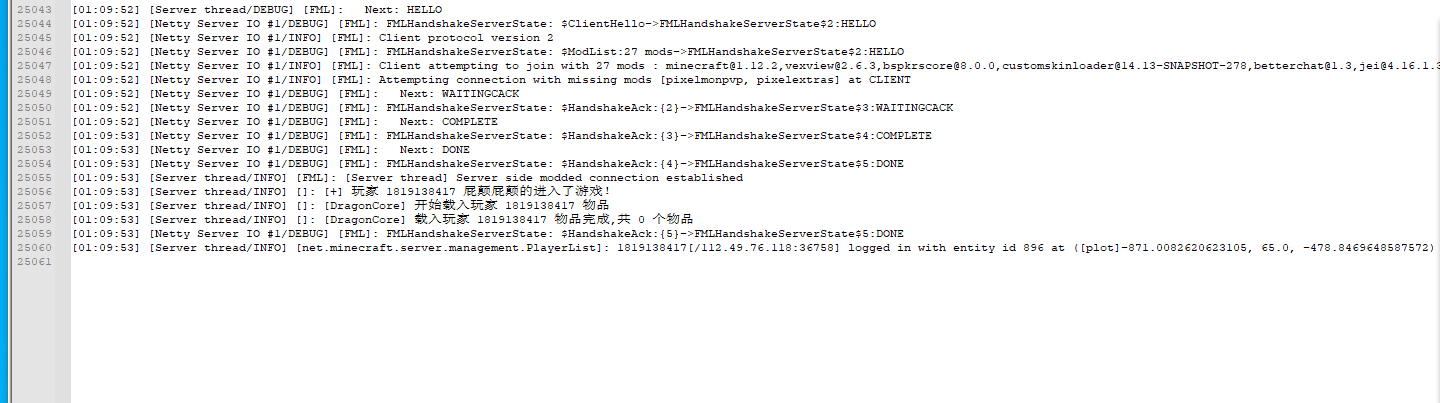 25043 [01:09:52] [Server thread/DEBUG] [FML]:   Next: HELLO
25044 [01:09:52] [Netty Server IO #1/DEBUG] [FML]: FMLHandshakeServerState: $ClientHello->FMLHandshakeServerState$2:HELLO
25045 [01:09:52] [Netty Server IO #1/INFO] [FML]: Client protocol version 2
25046 [01:09:52] [Netty Server IO #1/DEBUG] [FML]: FMLHandshakeServerState: $ModList:27 mods->FMLHandshakeServerState$2:HELLO
25047 [01:09:52] [Netty Server IO #1/INFO] [FML]: Client attempting to join with 27 mods : minecraft@1.12.2,vexview@2.6.3,bspkrscore@8.0.0,customskinloader@14.13-SNAPSHOT-278,betterchat@1.3,jei@4.16.1.3
25048 [01:09:52] [Netty Server IO #1/INFO] [FML]: Attempting connection with missing mods [pixelmonpvp, pixelextras] at CLIENT
25049 [01:09:52] [Netty Server IO #1/DEBUG] [FML]:   Next: WAITINGCACK
25050 [01:09:52] [Netty Server IO #1/DEBUG] [FML]: FMLHandshakeServerState: $HandshakeAck:{2}->FMLHandshakeServerState$3:WAITINGCACK
25051 [01:09:52] [Netty Server IO #1/DEBUG] [FML]:   Next: COMPLETE
25052 [01:09:53] [Netty Server IO #1/DEBUG] [FML]: FMLHandshakeServerState: $HandshakeAck:{3}->FMLHandshakeServerState$4:COMPLETE
25053 [01:09:53] [Netty Server IO #1/DEBUG] [FML]:   Next: DONE
25054 [01:09:53] [Netty Server IO #1/DEBUG] [FML]: FMLHandshakeServerState: $HandshakeAck:{4}->FMLHandshakeServerState$5:DONE
25055 [01:09:53] [Server thread/INFO] [FML]: [Server thread] Server side modded connection established
25056 [01:09:53] [Server thread/INFO] []: [+] 玩家 1819138417 屁颠屁颠的进入了游戏!
25057 [01:09:53] [Server thread/INFO] []: [DragonCore] 开始载入玩家 1819138417 物品
25058 [01:09:53] [Server thread/INFO] []: [DragonCore] 载入玩家 1819138417 物品完成,共 0 个物品
25059 [01:09:53] [Netty Server IO #1/DEBUG] [FML]: FMLHandshakeServerState: $HandshakeAck:{5}->FMLHandshakeServerState$5:DONE
25060 [01:09:53] [Server thread/INFO] [net.minecraft.server.management.PlayerList]: 1819138417[/112.49.76.118:36758] logged in with entity id 896 at ([plot]-871.0082620623105, 65.0, -478.8469648587572)
25061